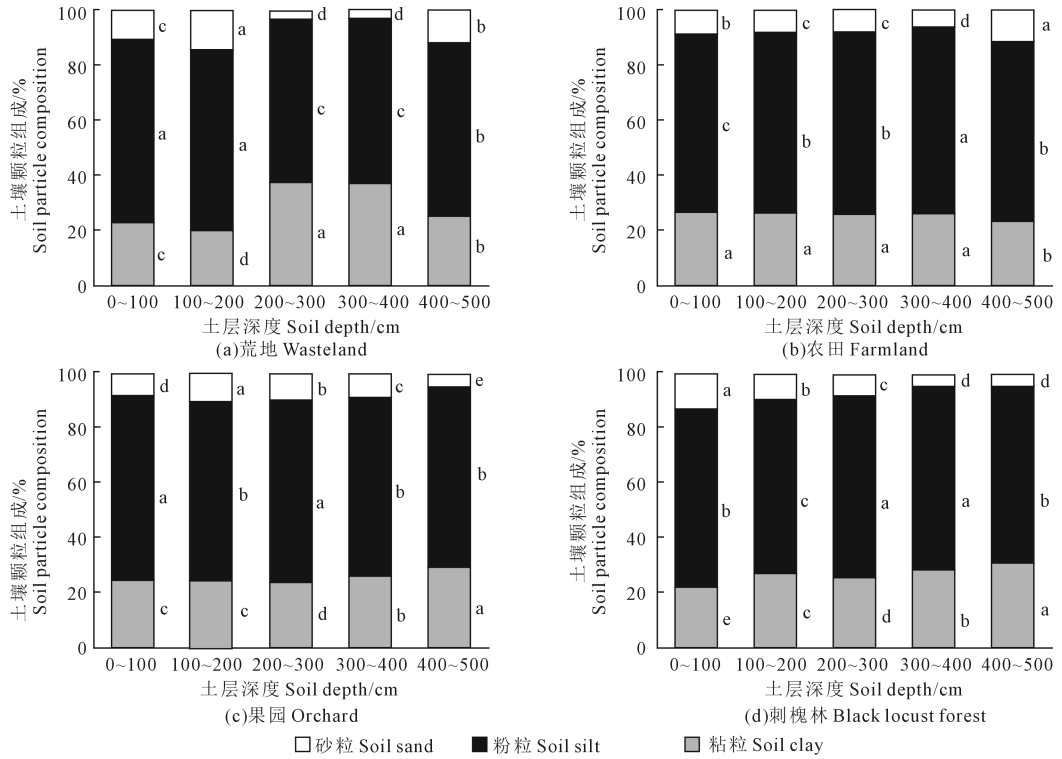 100
80
60
40
20
0
土壤颗粒组成/%
Soil particle composition
c
a
d
d
b
a
a
c
c
b
c
d
a
a
b
0~100
100~200
200~300
300~400
400~500
土层深度 Soil depth/cm
(a)荒地 Wasteland
100
80
60
40
20
0
土壤颗粒组成/%
Soil particle composition
b
c
c
d
a
c
b
b
a
b
a
a
a
a
b
0~100
100~200
200~300
300~400
400~500
土层深度 Soil depth/cm
(b)农田 Farmland
100
80
60
40
20
0
土壤颗粒组成/%
Soil particle composition
d
a
b
c
e
a
b
a
b
b
c
c
d
b
a
0~100
100~200
200~300
300~400
400~500
土层深度 Soil depth/cm
(c)果园 Orchard
100
80
60
40
20
0
土壤颗粒组成/%
Soil particle composition
a
b
c
d
d
b
c
a
a
b
e
c
d
b
a
0~100
100~200
200~300
300~400
400~500
土层深度 Soil depth/cm
(d)刺槐林 Black locust forest
砂粒 Soil sand
粉粒 Soil silt
粘粒 Soil clay